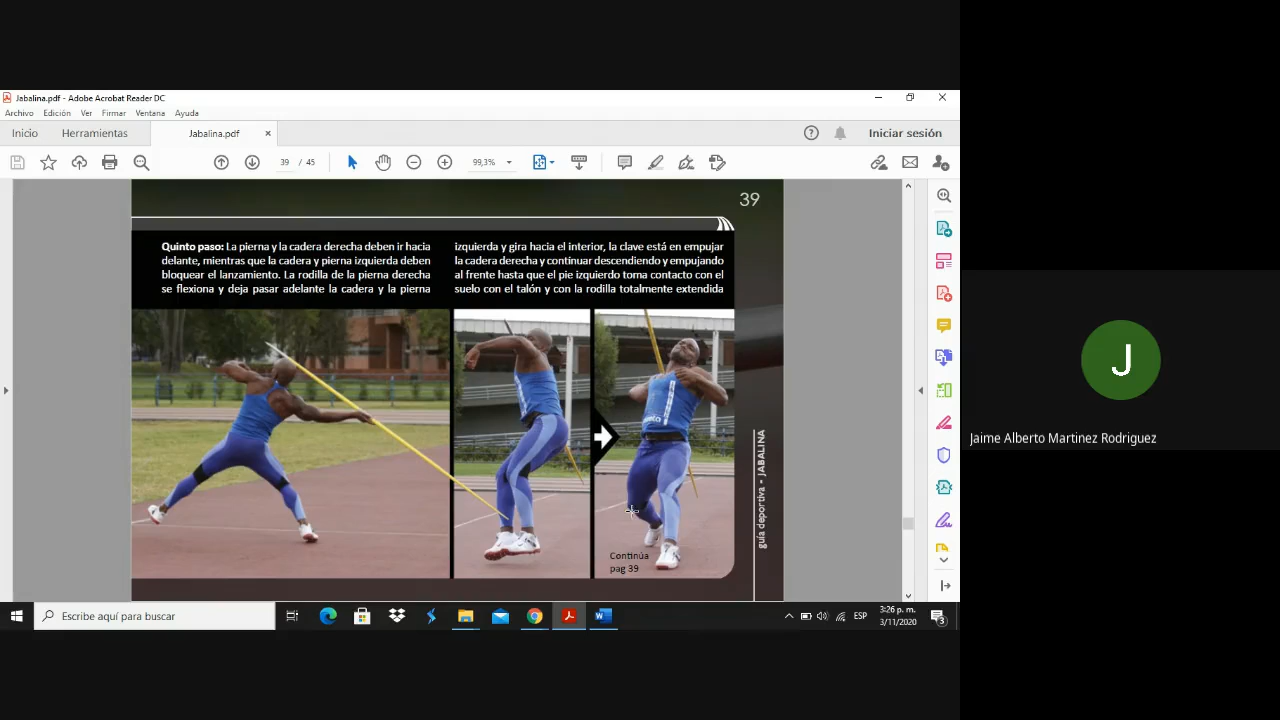 Jabalina.pdf - Adobe Acrobat Reader DC
Archivo Edición Ver Firmar Ventana Ayuda
Inicio Herramientas Jabalina.pdf × Iniciar sesión
39 / 45 99,3%
39
Quinto paso: La pierna y la cadera derecha deben ir hacia
delante, mientras que la cadera y pierna izquierda deben
bloquear el lanzamiento. La rodilla de la pierna derecha
se flexiona y deja pasar adelante la cadera y la pierna
izquierda y gira hacia el interior, la clave está en empujar
la cadera derecha y continuar descendiendo y empujando
al frente hasta que el pie izquierdo toma contacto con el
suelo con el talón y con la rodilla totalmente extendida
Continúa
pag 39
guía deportiva • JABALINA
J
Jaime Alberto Martinez Rodriguez
Escribe aquí para buscar
ESP
3:26 p. m.
3/11/2020
3